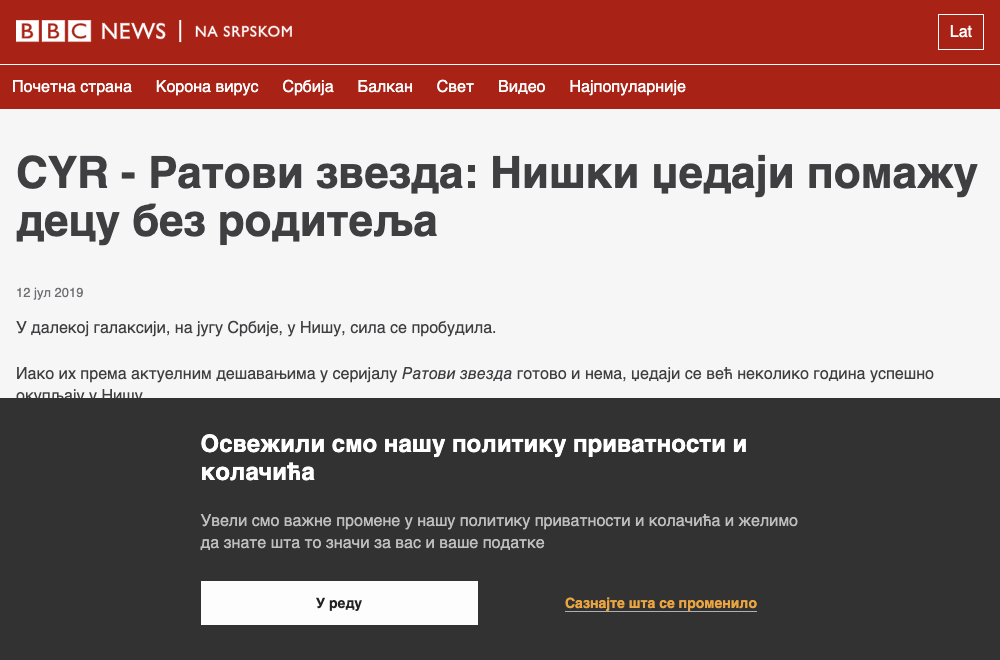 BBC NEWS | NA SRPSKOM
Lat
Почетна страна Корона вирус Србија Балкан Свет Видео Најпопуларније
CYR - Ратови звезда: Нишки џедаји помажу
децу без родитеља
12 јул 2019
У далекој галаксији, на југу Србије, у Нишу, сила се пробудила.
Иако их према актуелним дешавањима у серијалу Ратови звезда готово и нема, џедаји се већ неколико година успешно
окупљају у Нишу
Освежили смо нашу политику приватности и
колачића
Увели смо важне промене у нашу политику приватности и колачића и желимо
да знате шта то значи за вас и ваше податке
У реду
Сазнајте шта се променило